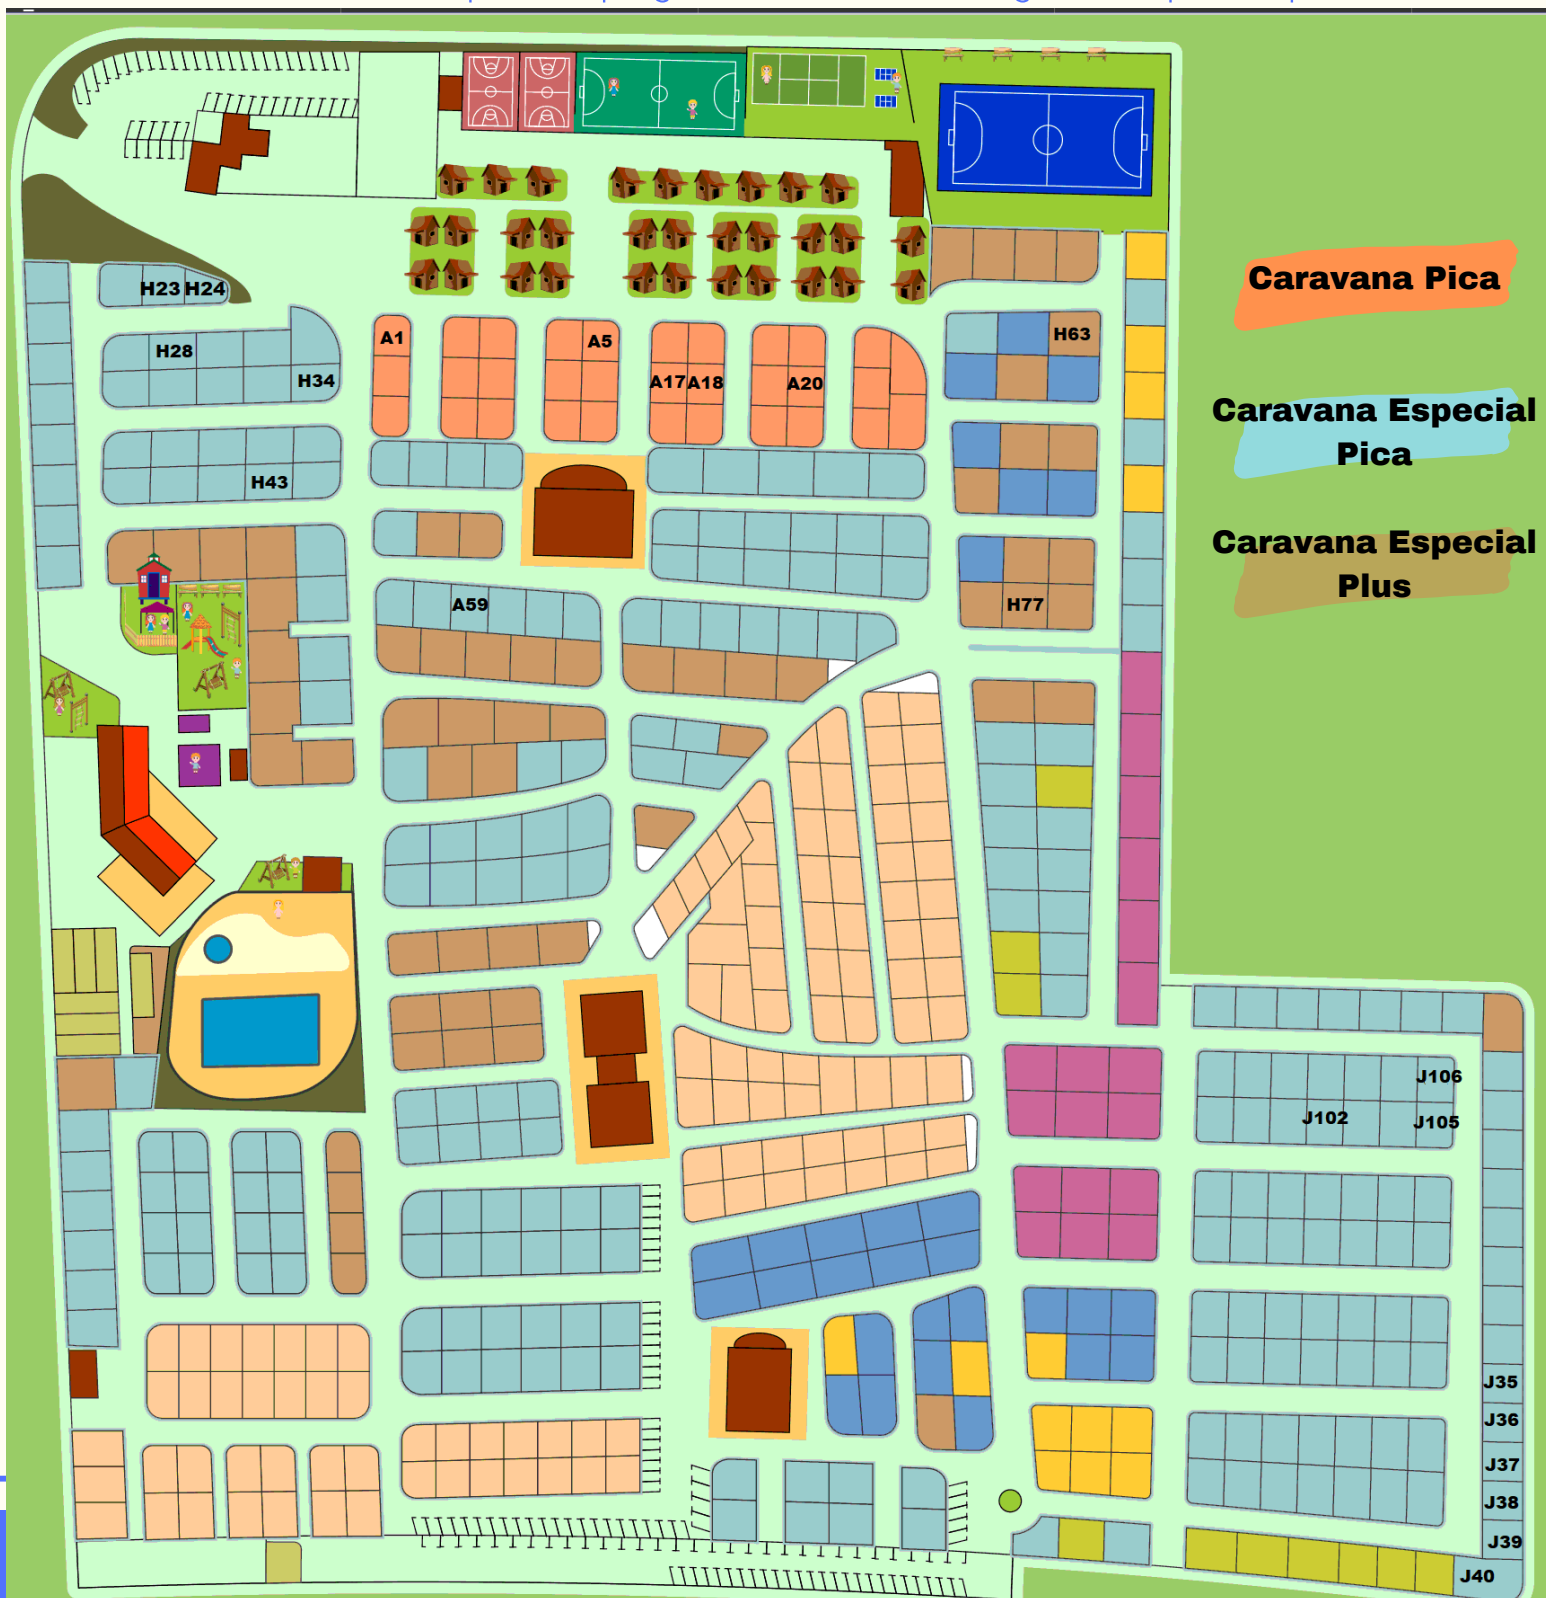 Caravana Pica
H23 H24
A1
A5
H63
H28
H34
A17 A18
A20
Caravana Especial
Pica
H43
Caravana Especial
Plus
A59
H77
J106
J102
J105
J35
J36
J37
J38
J39
J40